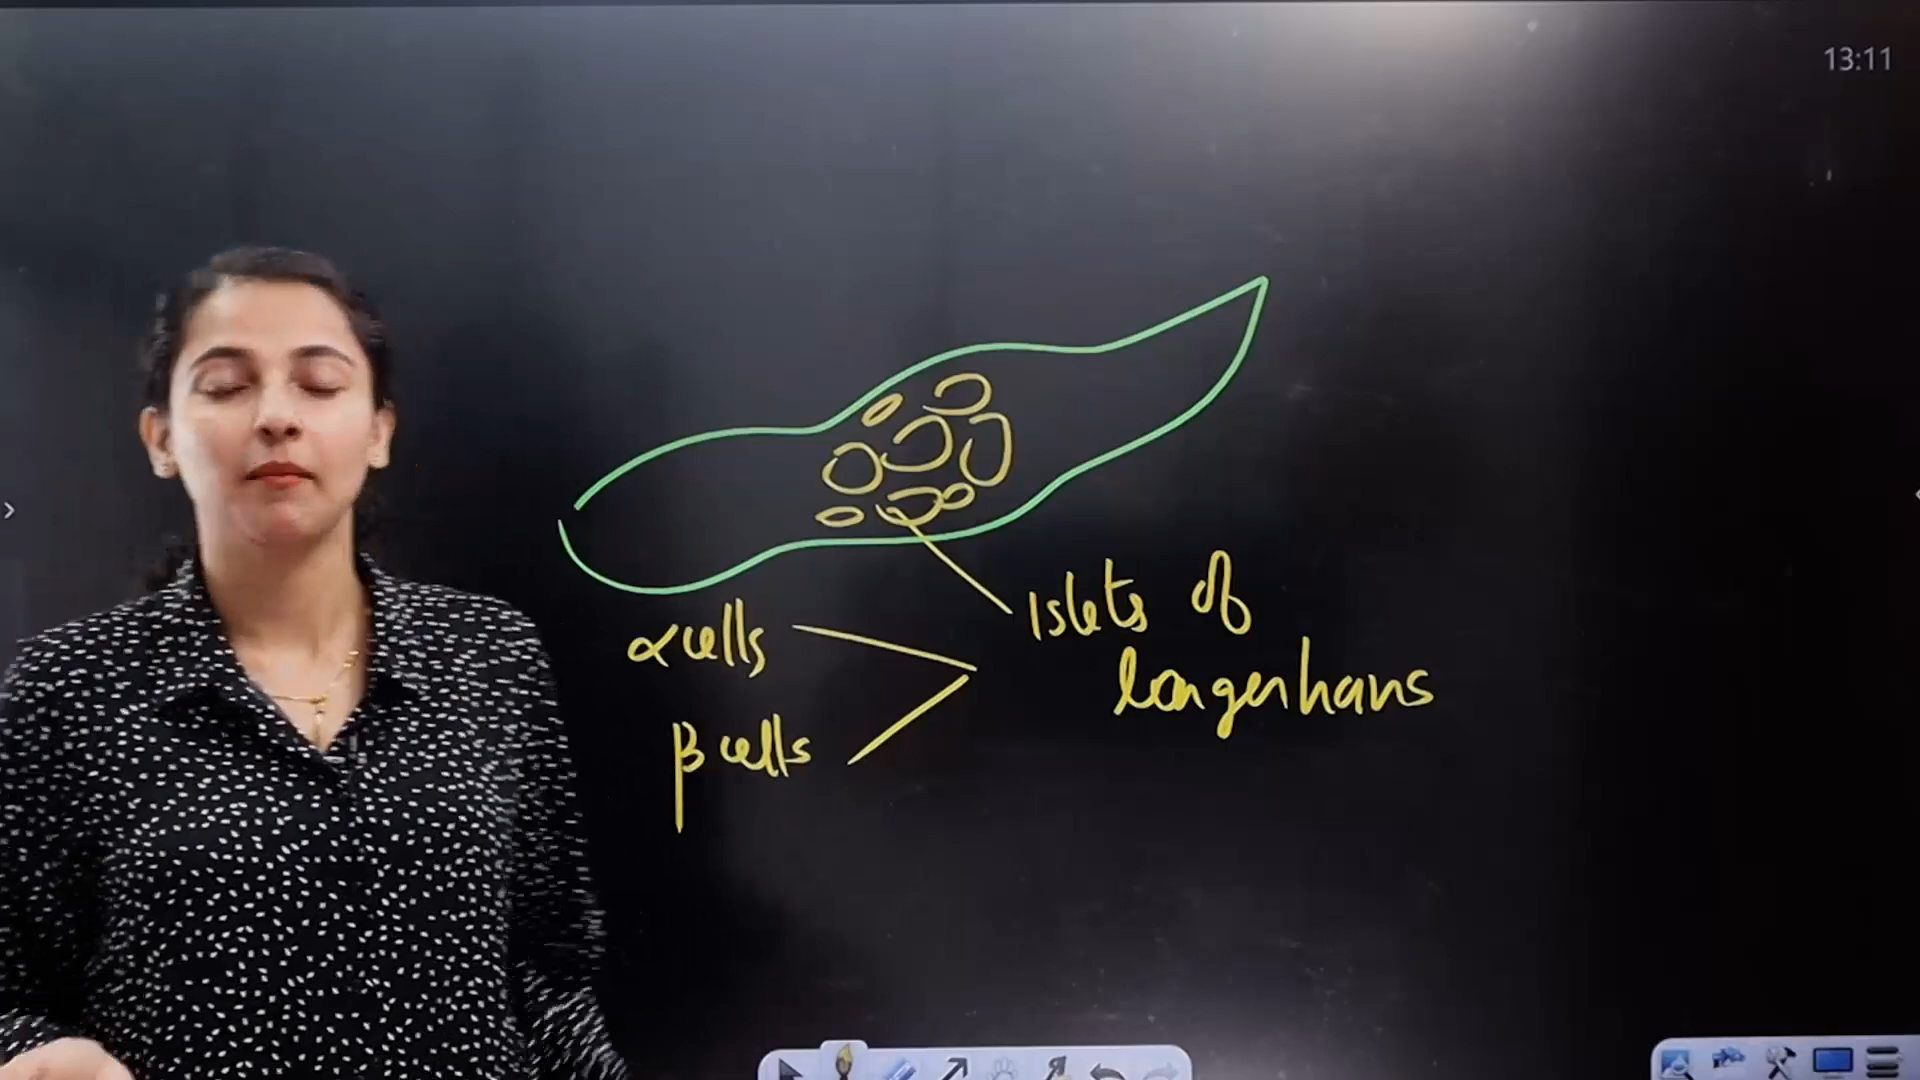 13:11
Islets of
langerhans
α cells
β cells